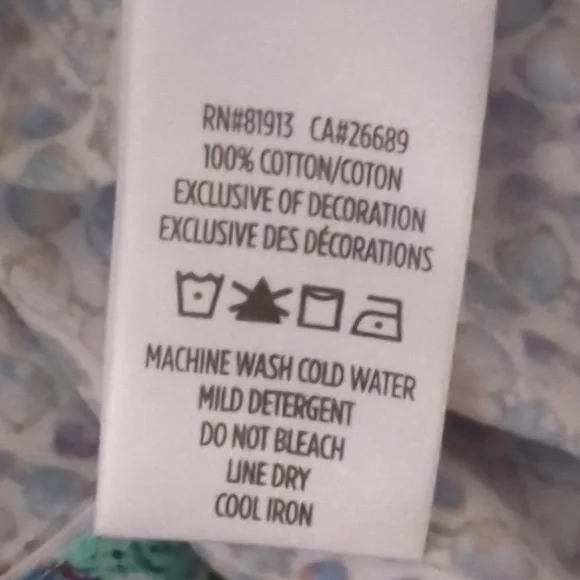 RN#81913 CA#26689
100% COTTON/COTON
EXCLUSIVE OF DECORATION
EXCLUSIVE DES DÉCORATIONS
MACHINE WASH COLD WATER
MILD DETERGENT
DO NOT BLEACH
LINE DRY
COOL IRON